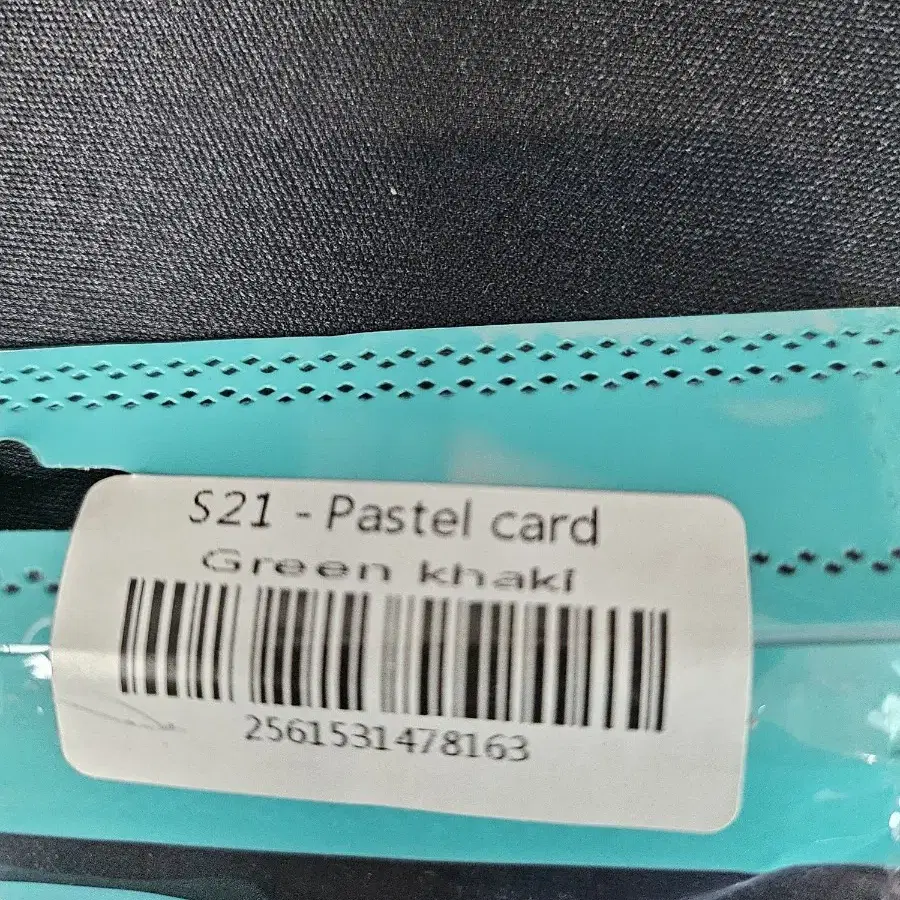 S21 - Pastel card
Green khaki
2561531478163